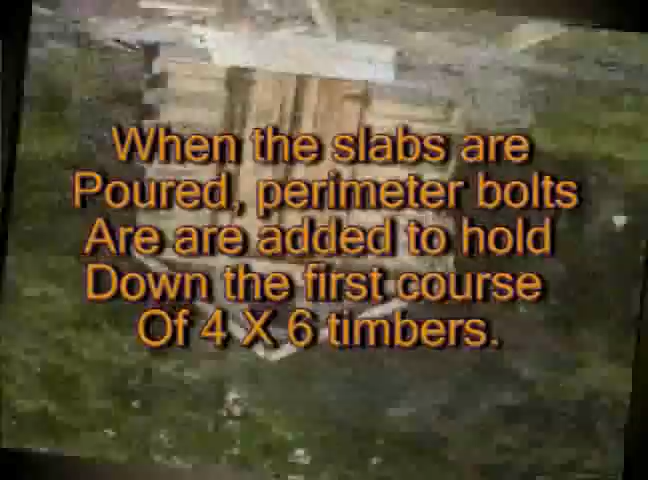 When the slabs are
Poured, perimeter bolts
Are are added to hold
Down the first course
Of 4 X 6 timbers.